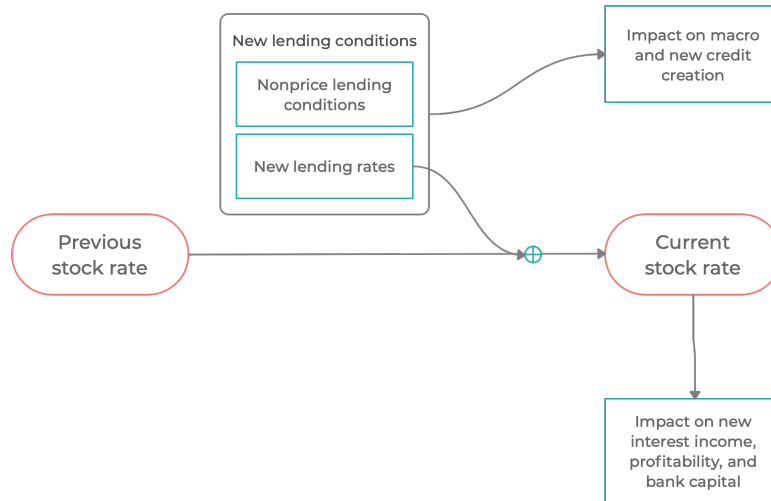 New lending conditions
Nonprice lending
conditions
New lending rates
Impact on macro
and new credit
creation
Previous
stock rate
Current
stock rate
Impact on new
interest income,
profitability, and
bank capital